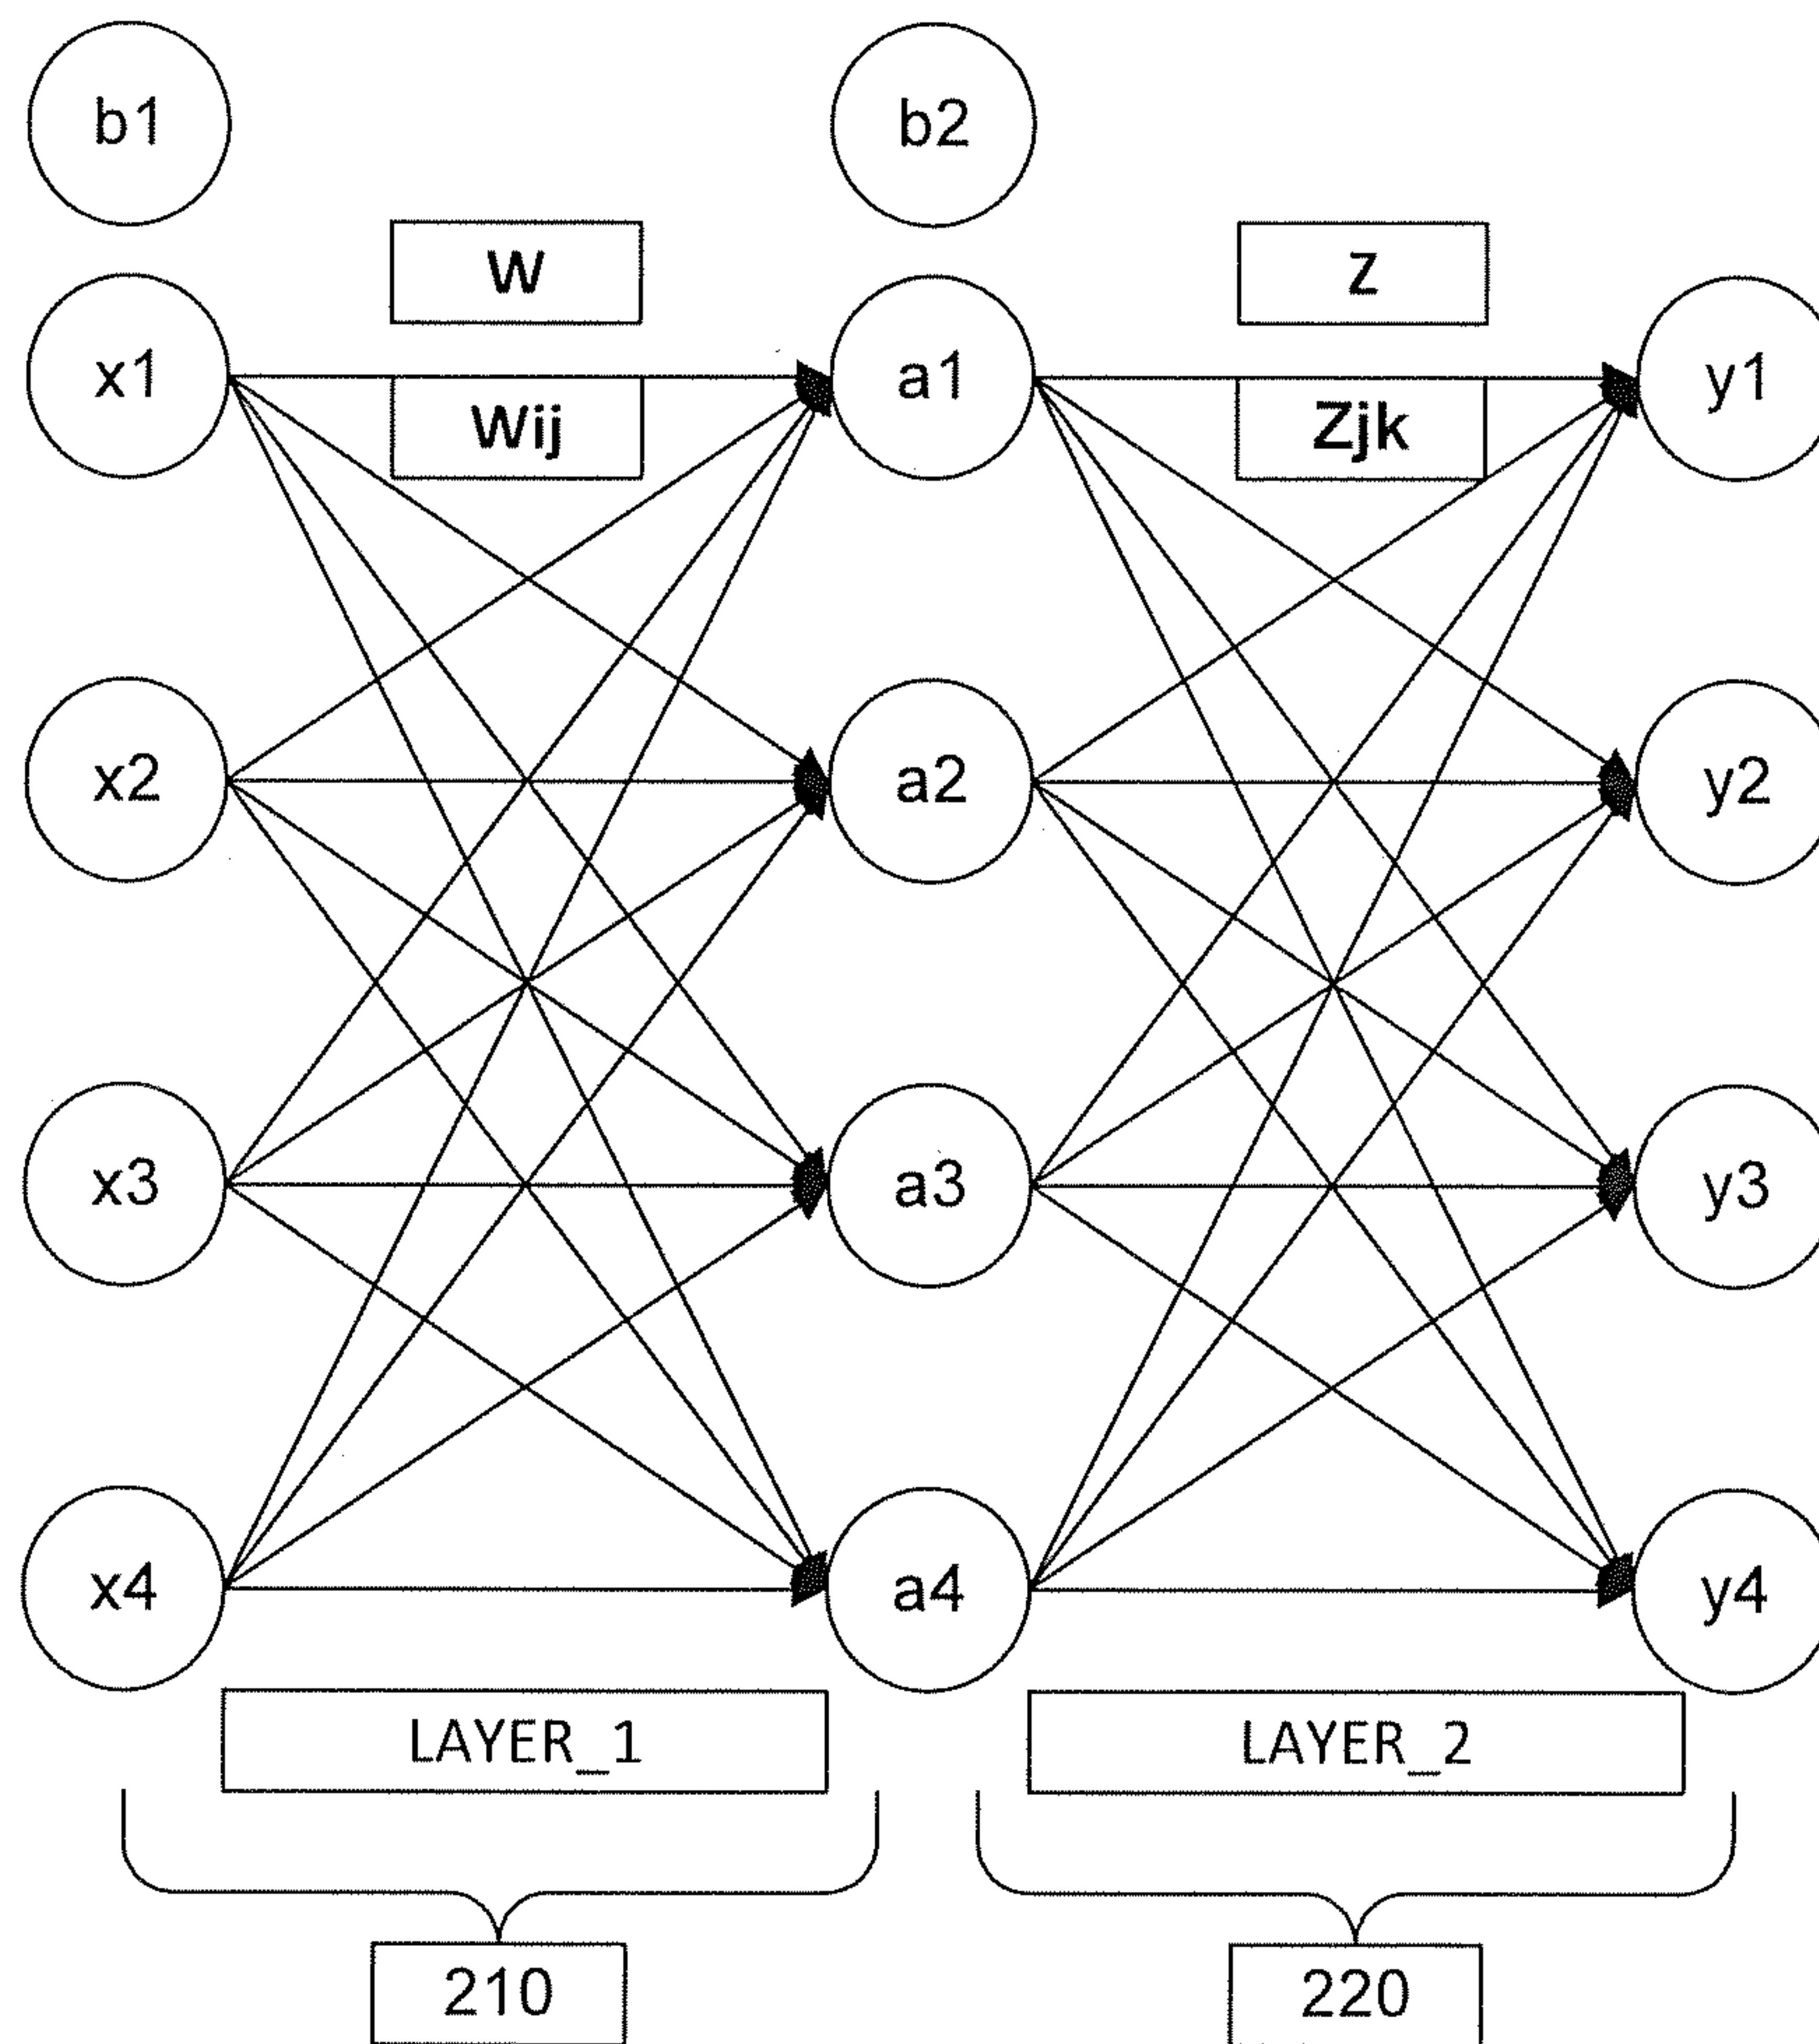 b1 b2
W z
x1 a1 y1
Wij Zjk
x2 a2 y2
x3 a3 y3
x4 a4 y4
LAYER_1 LAYER_2
210 220